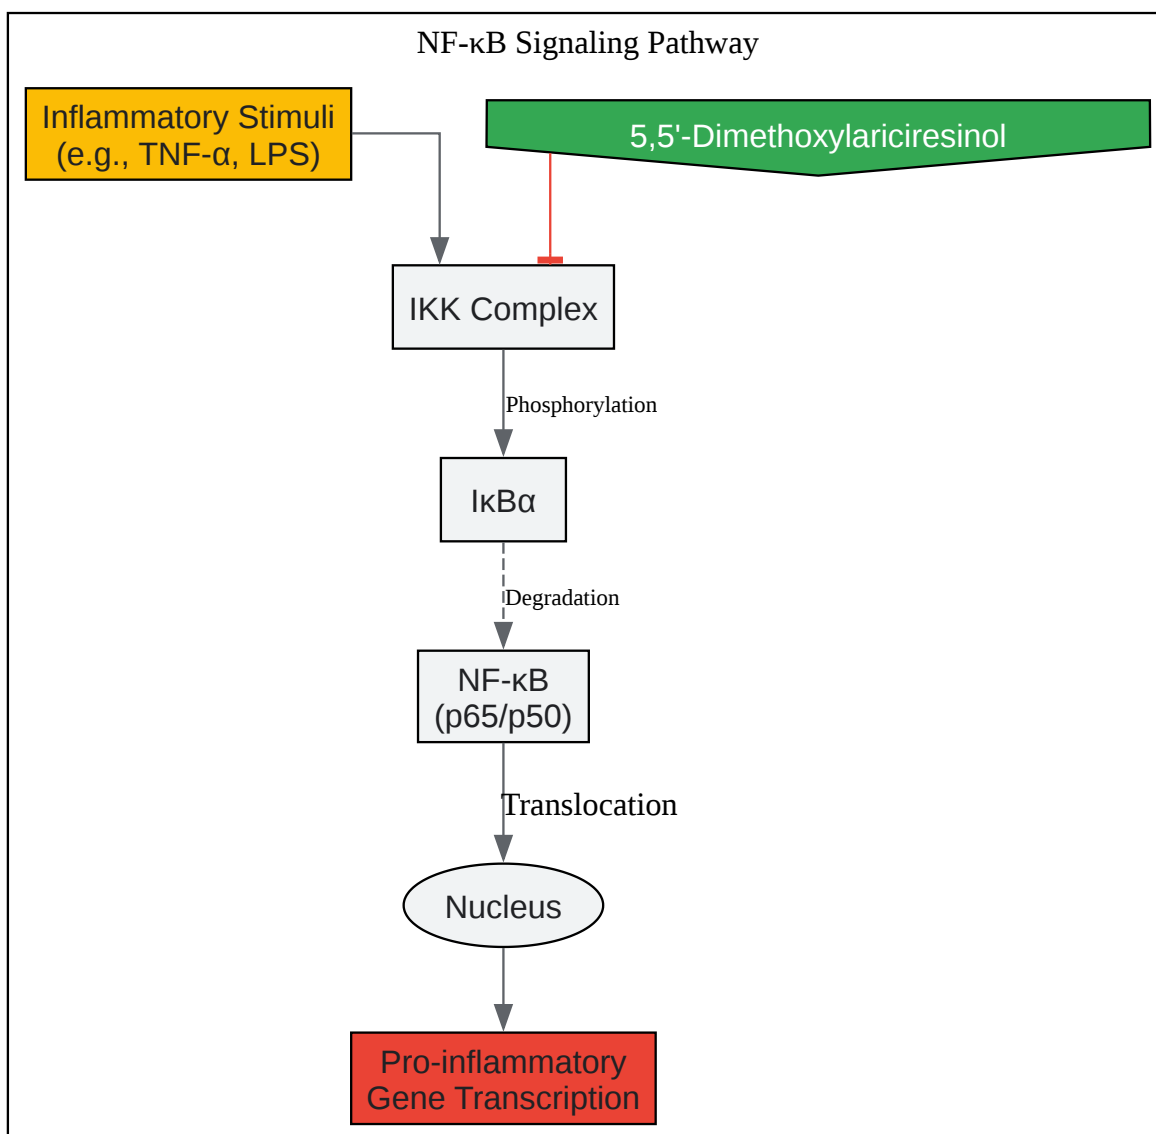 NF-κB Signaling Pathway
Inflammatory Stimuli
(e.g., TNF-α, LPS)
5,5'-Dimethoxylariciresinol
IKK Complex
Phosphorylation
IκBα
Degradation
NF-κB
(p65/p50)
Translocation
Nucleus
Pro-inflammatory
Gene Transcription